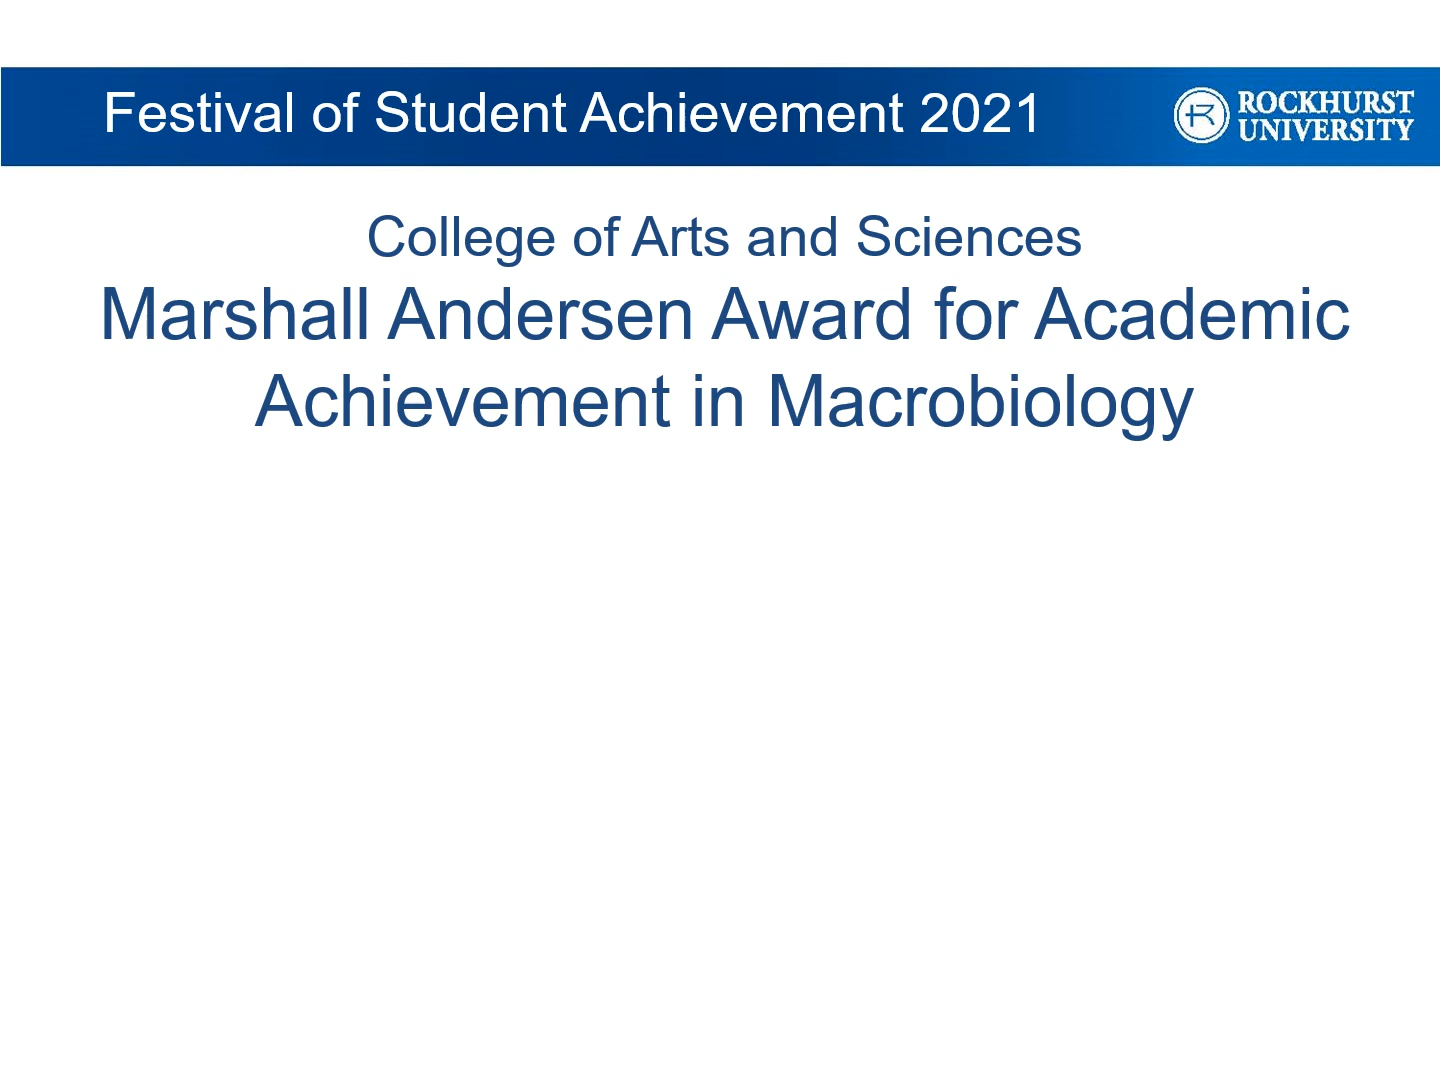 Festival of Student Achievement 2021
ROCKHURST
UNIVERSITY
College of Arts and Sciences
Marshall Andersen Award for Academic
Achievement in Macrobiology